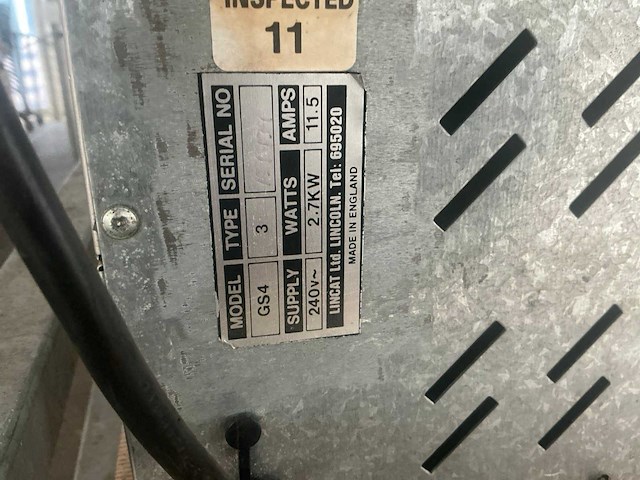 INSPECTED
11
MODEL TYPE SERIAL NO
GS4 3
SUPPLY WATTS AMPS
240v~ 2.7KW 11.5
LINCAT Ltd. LINCOLN. Tel: 695020
MADE IN ENGLAND